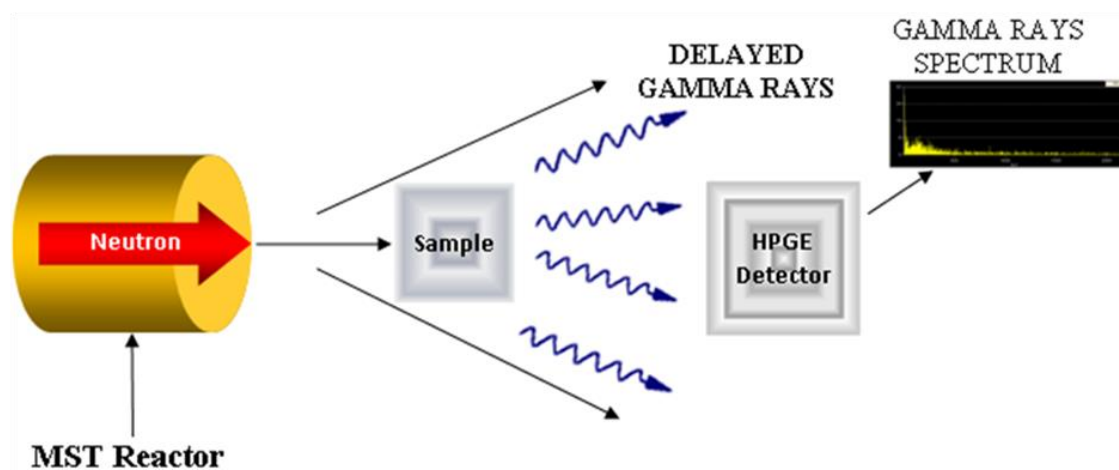 GAMMA RAYS
SPECTRUM
DELAYED
GAMMA RAYS
Neutron
Sample
HPGE
Detector
MST Reactor